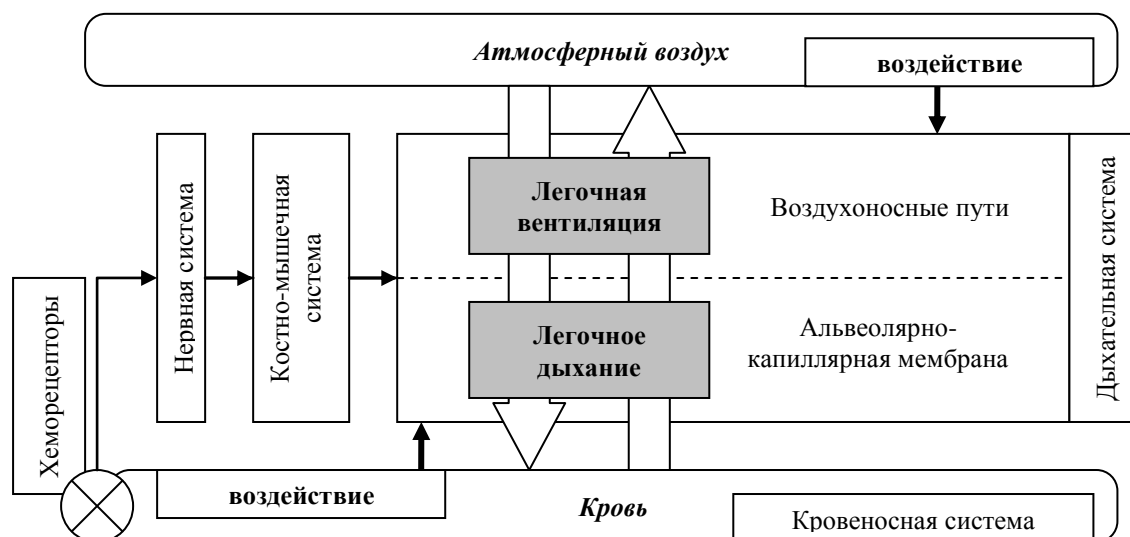 Атмосферный воздух
воздействие
Легочная
вентиляция
Воздухоносные пути
Дыхательная система
Нервная система
Костно-мышечная
система
Хеморецепторы
Легочное
дыхание
Альвеолярно-
капиллярная мембрана
воздействие
Кровь
Кровеносная система